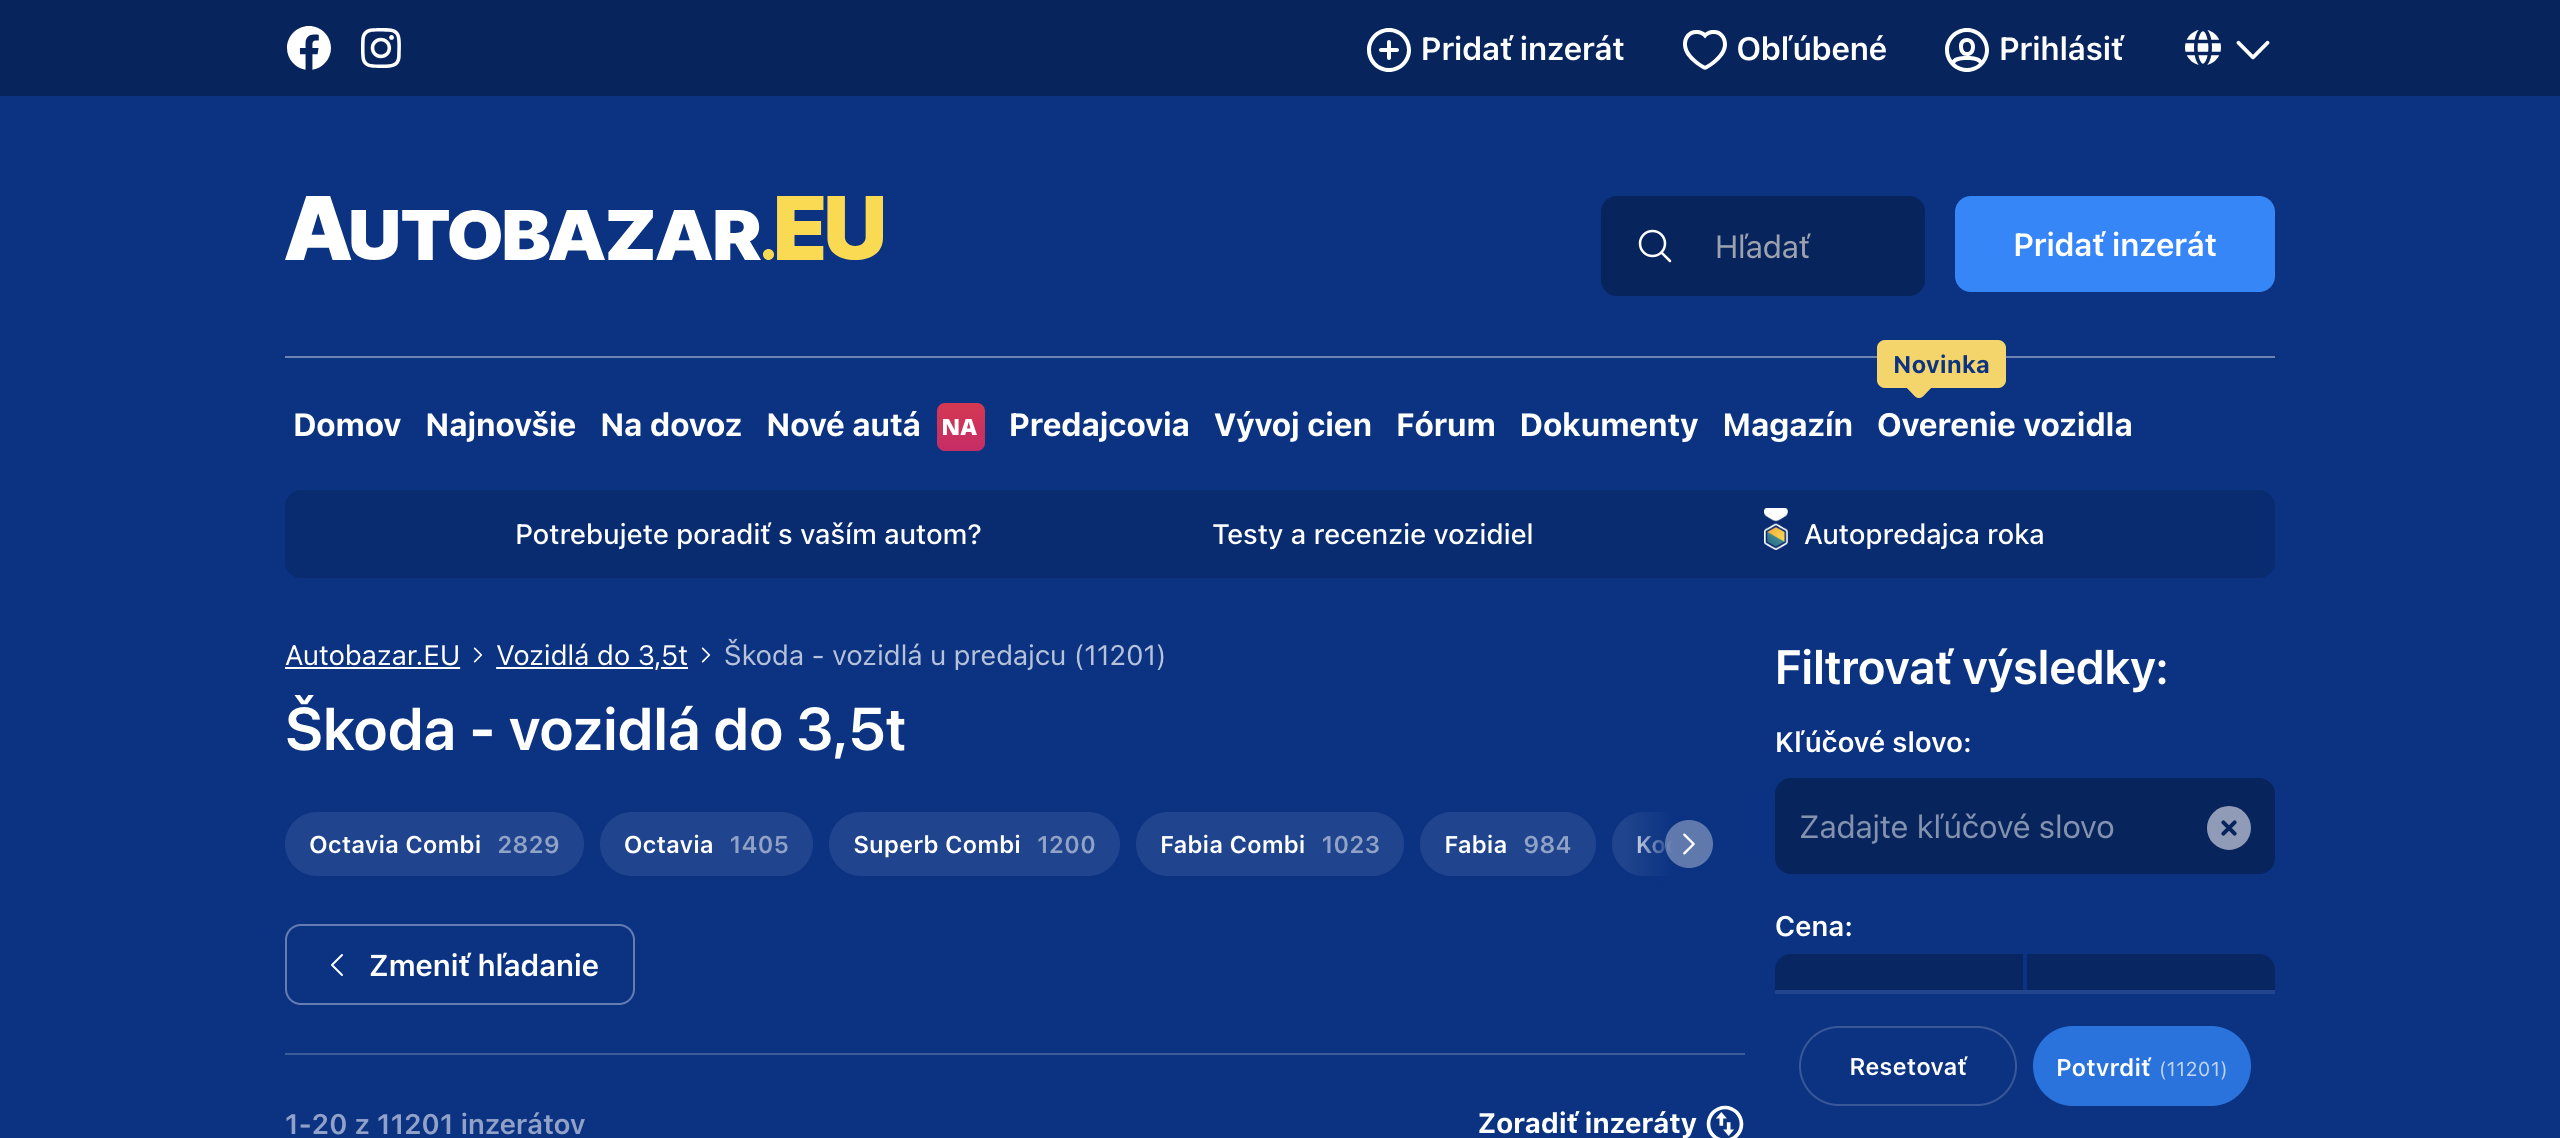 Pridať inzerát
Obľúbené
Prihlásiť
AUTOBAZAR.EU
Hľadať
Pridať inzerát
Novinka
Domov Najnovšie Na dovoz Nové autá NA Predajcovia Vývoj cien Fórum Dokumenty Magazín Overenie vozidla
Potrebujete poradiť s vaším autom?
Testy a recenzie vozidiel
Autopredajca roka
Autobazar.EU > Vozidlá do 3,5t > Škoda - vozidlá u predajcu (11201)
Škoda - vozidlá do 3,5t
Octavia Combi 2829
Octavia 1405
Superb Combi 1200
Fabia Combi 1023
Fabia 984
Zmeniť hľadanie
1-20 z 11201 inzerátov
Zoradiť inzeráty
Filtrovať výsledky:
Kľúčové slovo:
Zadajte kľúčové slovo
Cena:
Resetovať
Potvrdiť (11201)